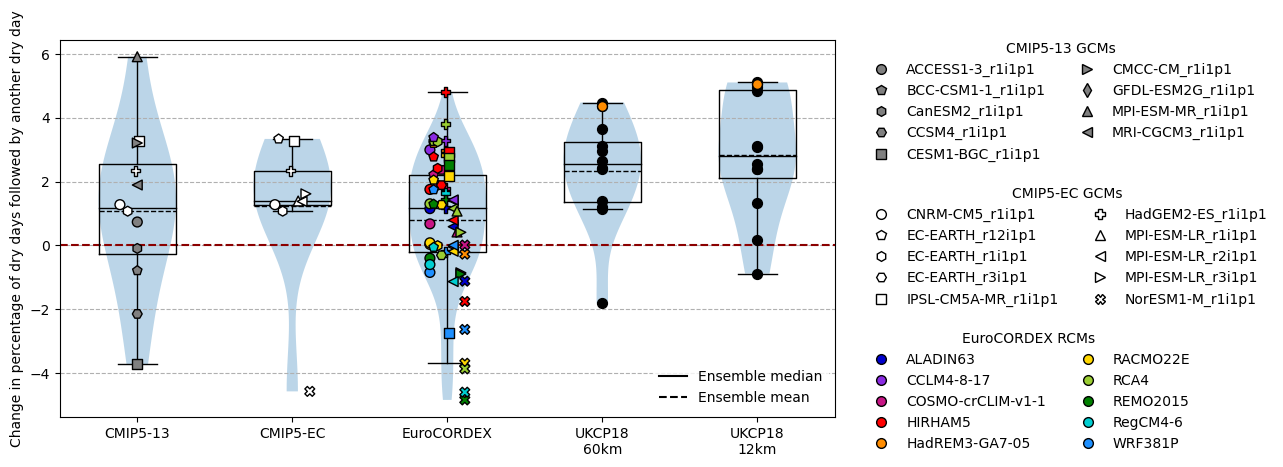 Change in percentage of dry days followed by another dry day
6
4
2
0
−2
−4
CMIP5-13
CMIP5-EC
EuroCORDEX
UKCP18
60km
UKCP18
12km
Ensemble median
Ensemble mean
CMIP5-13 GCMs
ACCESS1-3_r1i1p1
BCC-CSM1-1_r1i1p1
CanESM2_r1i1p1
CCSM4_r1i1p1
CESM1-BGC_r1i1p1
CMCC-CM_r1i1p1
GFDL-ESM2G_r1i1p1
MPI-ESM-MR_r1i1p1
MRI-CGCM3_r1i1p1
CMIP5-EC GCMs
CNRM-CM5_r1i1p1
EC-EARTH_r12i1p1
EC-EARTH_r1i1p1
EC-EARTH_r3i1p1
IPSL-CM5A-MR_r1i1p1
HadGEM2-ES_r1i1p1
MPI-ESM-LR_r1i1p1
MPI-ESM-LR_r2i1p1
MPI-ESM-LR_r3i1p1
NorESM1-M_r1i1p1
EuroCORDEX RCMs
ALADIN63
CCLM4-8-17
COSMO-crCLIM-v1-1
HIRHAM5
HadREM3-GA7-05
RACMO22E
RCA4
REMO2015
RegCM4-6
WRF381P